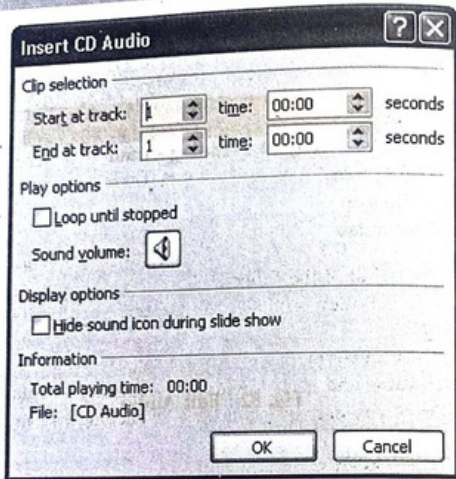 Insert CD Audio
Clip selection
Start at track: 1 time: 00:00 seconds
End at track: 1 time: 00:00 seconds
Play options
Loop until stopped
Sound volume:
Display options
Hide sound icon during slide show
Information
Total playing time: 00:00
File: [CD Audio]
OK Cancel